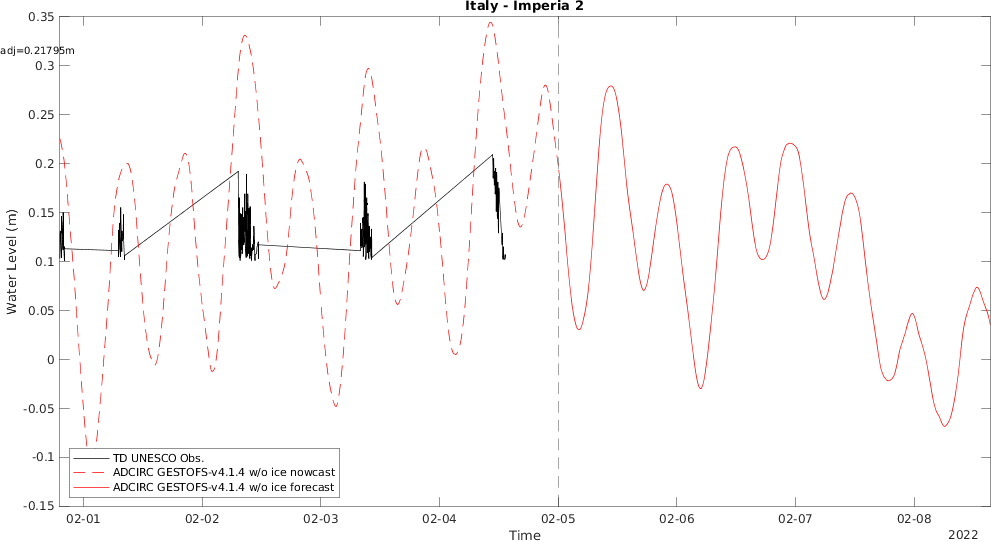 Italy - Imperia 2
adj=0.21795m
0.35
0.3
0.25
0.2
0.15
0.1
0.05
0
-0.05
-0.1
-0.15
Water Level (m)
TD UNESCO Obs.
ADCIRC GESTOFS-v4.1.4 w/o ice nowcast
ADCIRC GESTOFS-v4.1.4 w/o ice forecast
02-01 02-02 02-03 02-04 02-05 02-06 02-07 02-08
Time
2022